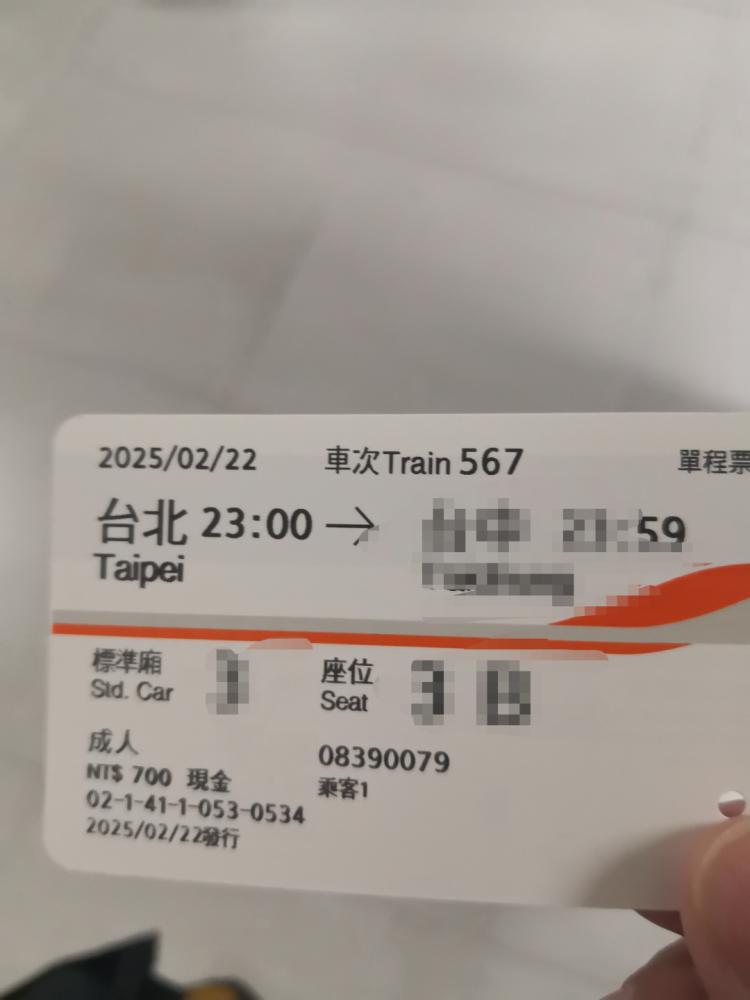 2025/02/22 車次Train 567 單程票
台北 23:00 → :59
Taipei
標準廂 座位
Std. Car Seat
成人 08390079
NT$ 700 現金 乘客1
02-1-41-1-053-0534
2025/02/22發行